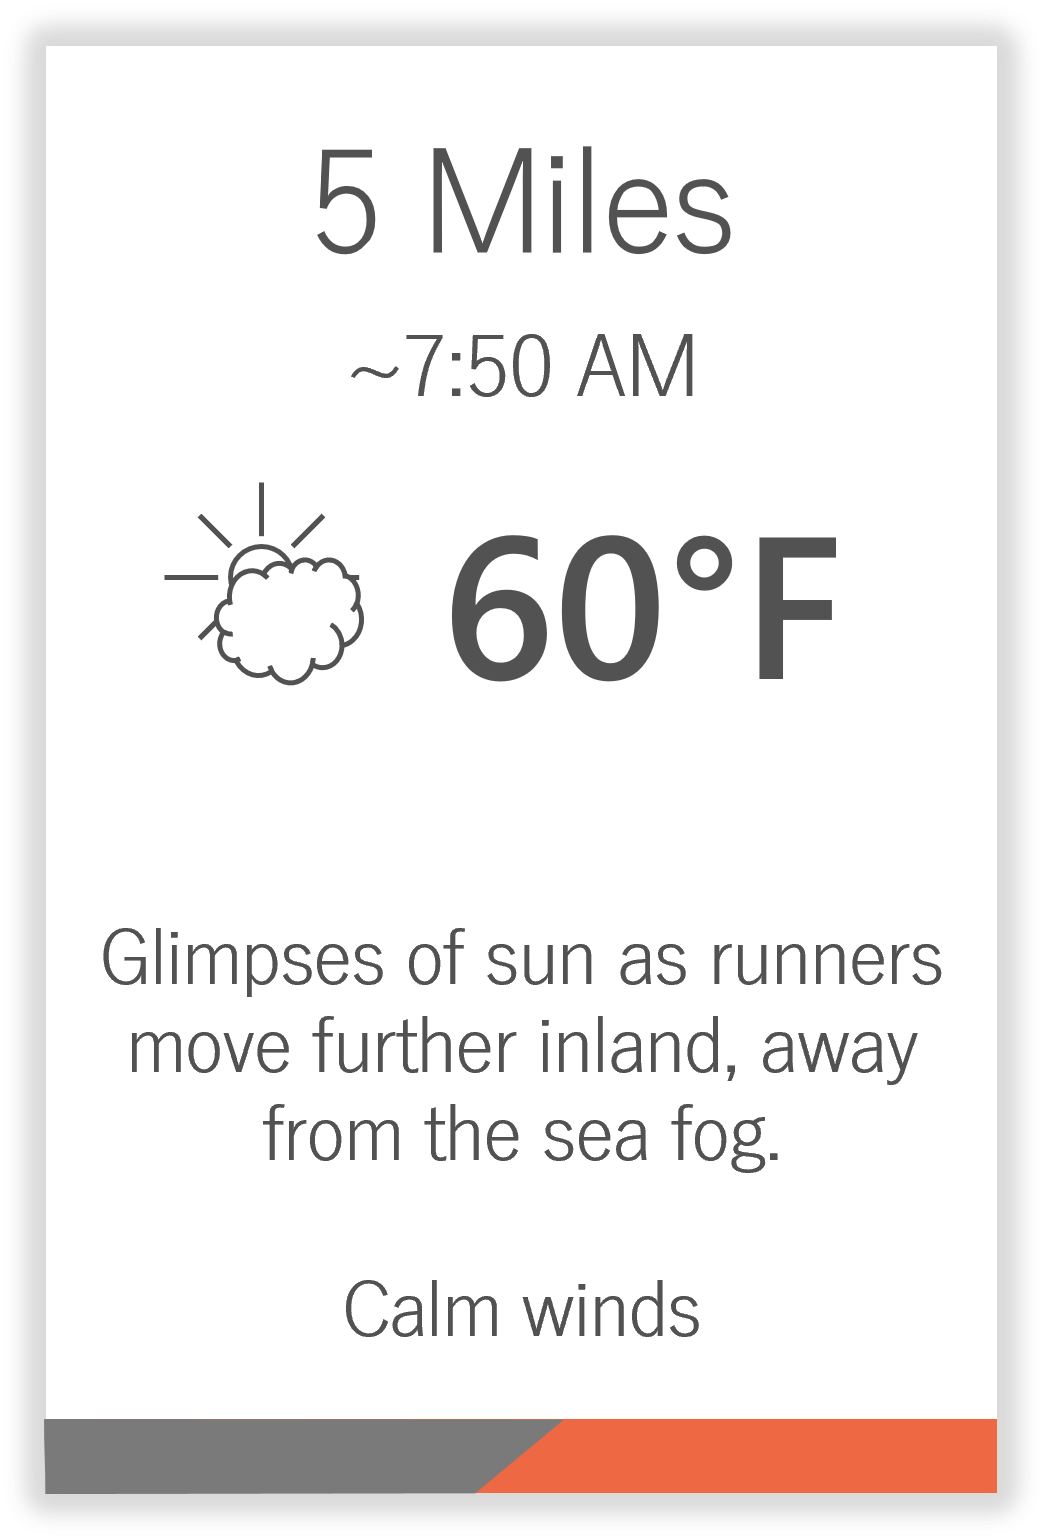 5 Miles
~7:50 AM
60°F
Glimpses of sun as runners
move further inland, away
from the sea fog.
Calm winds